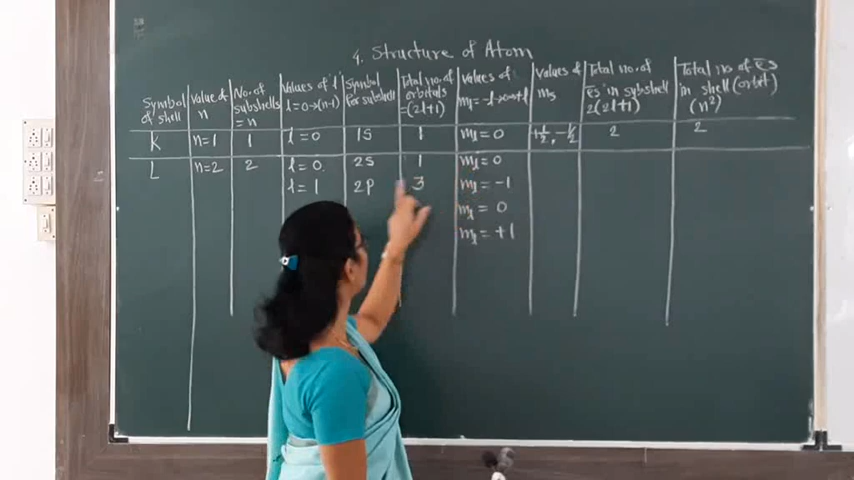 4. Structure of Atom
Symbol of shell | Value of n | No. of subshells = n | Values of 'l' l = 0→(n-1) | Symbol for subshell | Total no. of orbitals =(2l+1) | Values of mₗ=-l→0→+l | Values of mₛ | Total no. of ēs in subshell 2(2l+1) | Total no of ēs in shell (orbit) (n²)
K | n=1 | 1 | l = 0 | 1S | 1 | mₗ = 0 | +1/2, -1/2 | 2 | 2
L | n=2 | 2 | l = 0 | 2S | 1 | mₗ = 0
l = 1 | 2P | 3 | mₗ = -1
mₗ = 0
mₗ = +1